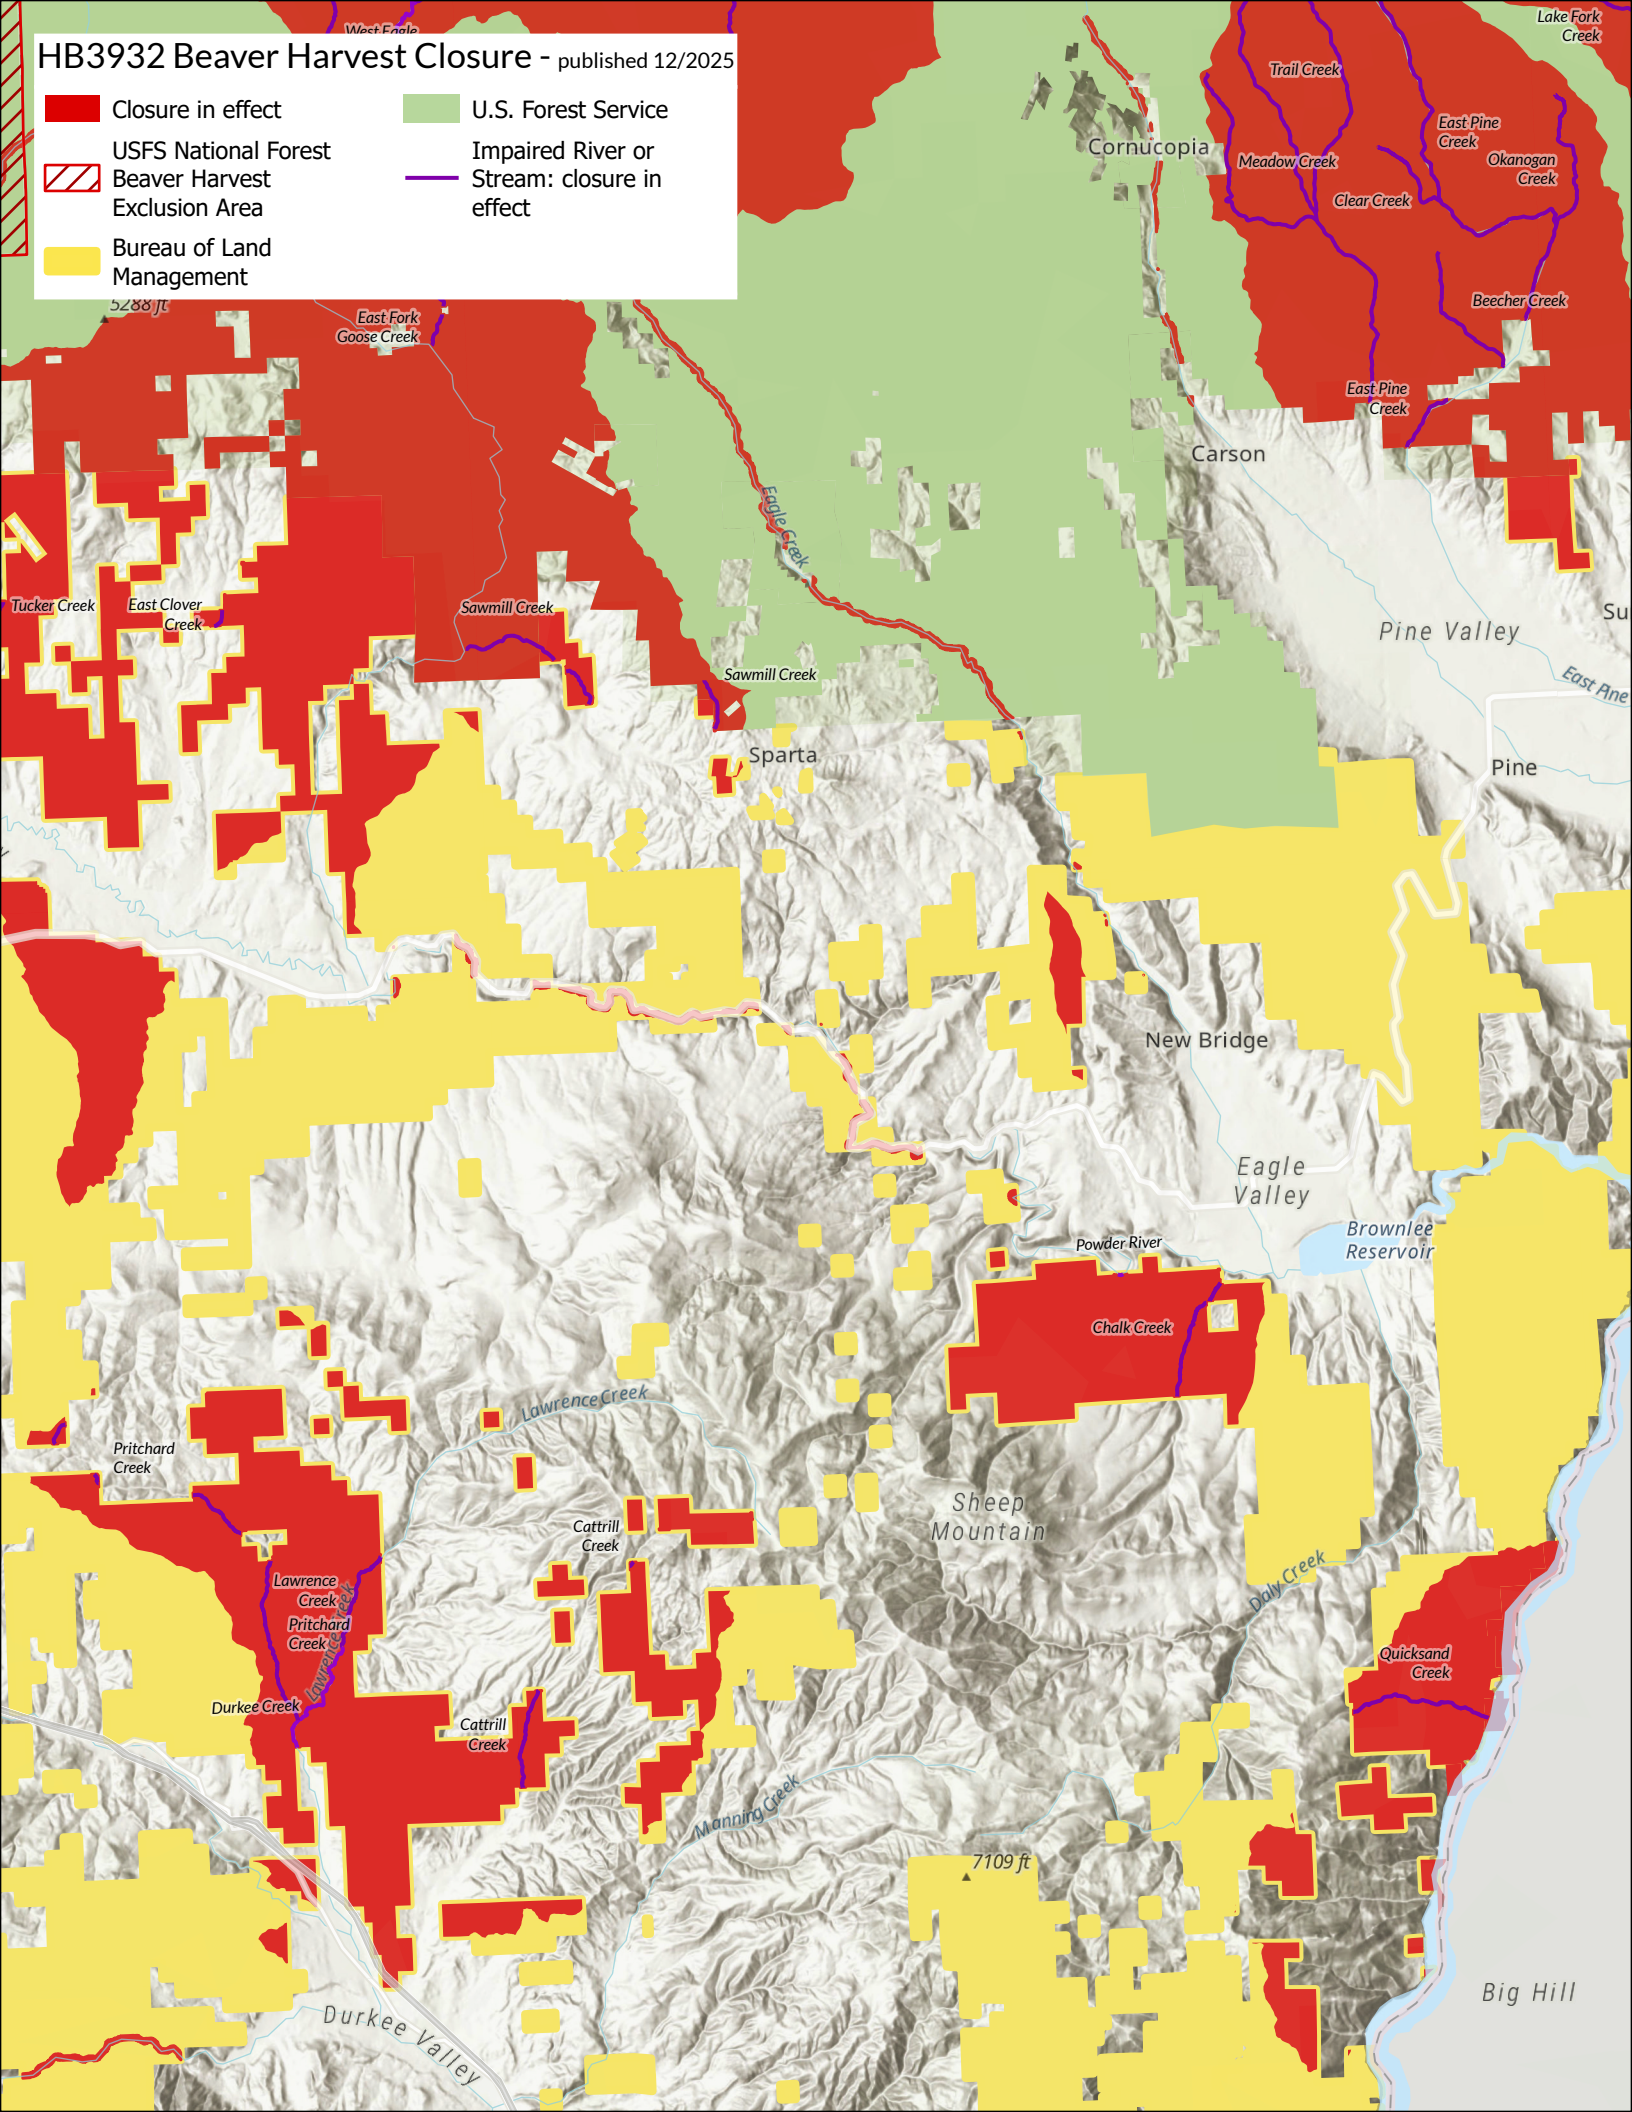 West Eagle
HB3932 Beaver Harvest Closure - published 12/2025
Closure in effect
USFS National Forest
Beaver Harvest
Exclusion Area
Bureau of Land
Management
U.S. Forest Service
Impaired River or
Stream: closure in
effect
Lake Fork
Creek
Trail Creek
East Pine
Creek
Okanogan
Creek
Meadow Creek
Clear Creek
Cornucopia
Beecher Creek
5288 ft
East Fork
Goose Creek
East Pine
Creek
Carson
Eagle Creek
Tucker Creek
East Clover
Creek
Sawmill Creek
Pine Valley
Su
Sawmill Creek
East Pine
Sparta
Pine
New Bridge
Eagle
Valley
Powder River
Brownlee
Reservoir
Chalk Creek
Lawrence Creek
Pritchard
Creek
Sheep
Mountain
Cattrill
Creek
Daly Creek
Lawrence
Creek
Pritchard
Creek
Lawrence Creek
Quicksand
Creek
Durkee Creek
Cattrill
Creek
Manning Creek
7109 ft
Big Hill
Durkee Valley